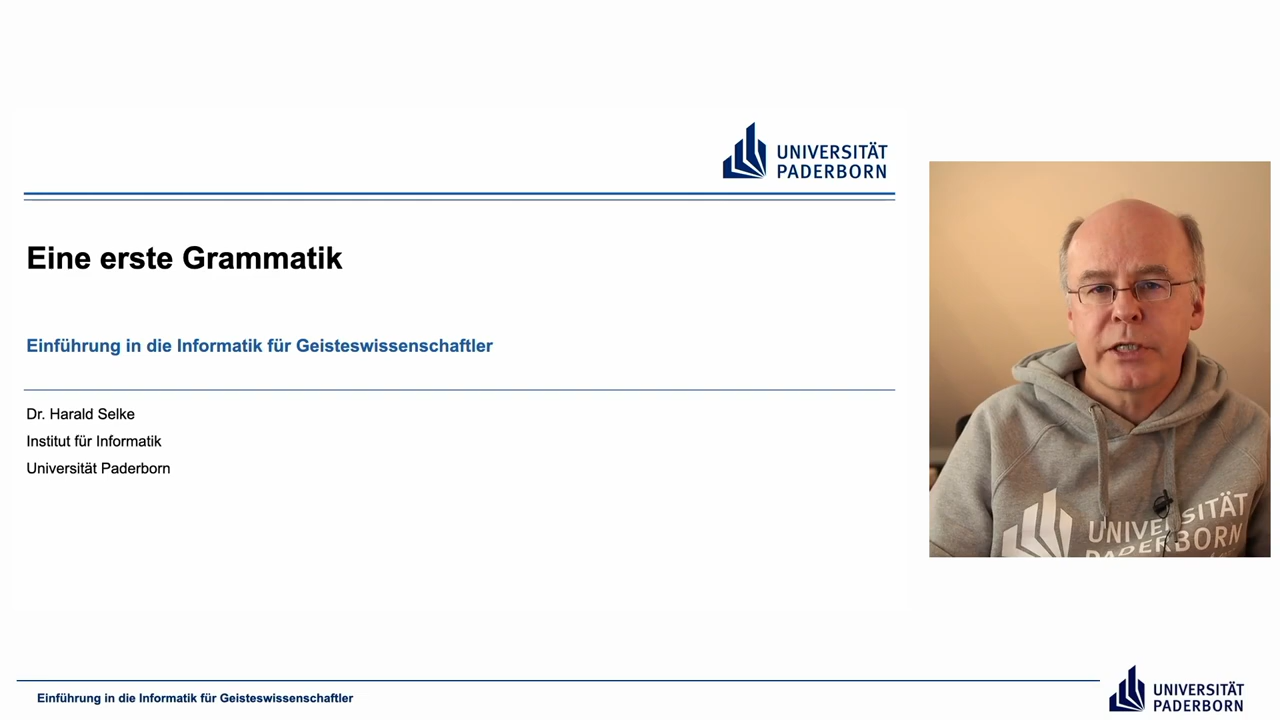 UNIVERSITÄT
PADERBORN
Eine erste Grammatik
Einführung in die Informatik für Geisteswissenschaftler
Dr. Harald Selke
Institut für Informatik
Universität Paderborn
UNIVERSITÄT
PADERBORN
Einführung in die Informatik für Geisteswissenschaftler
UNIVERSITÄT
PADERBORN